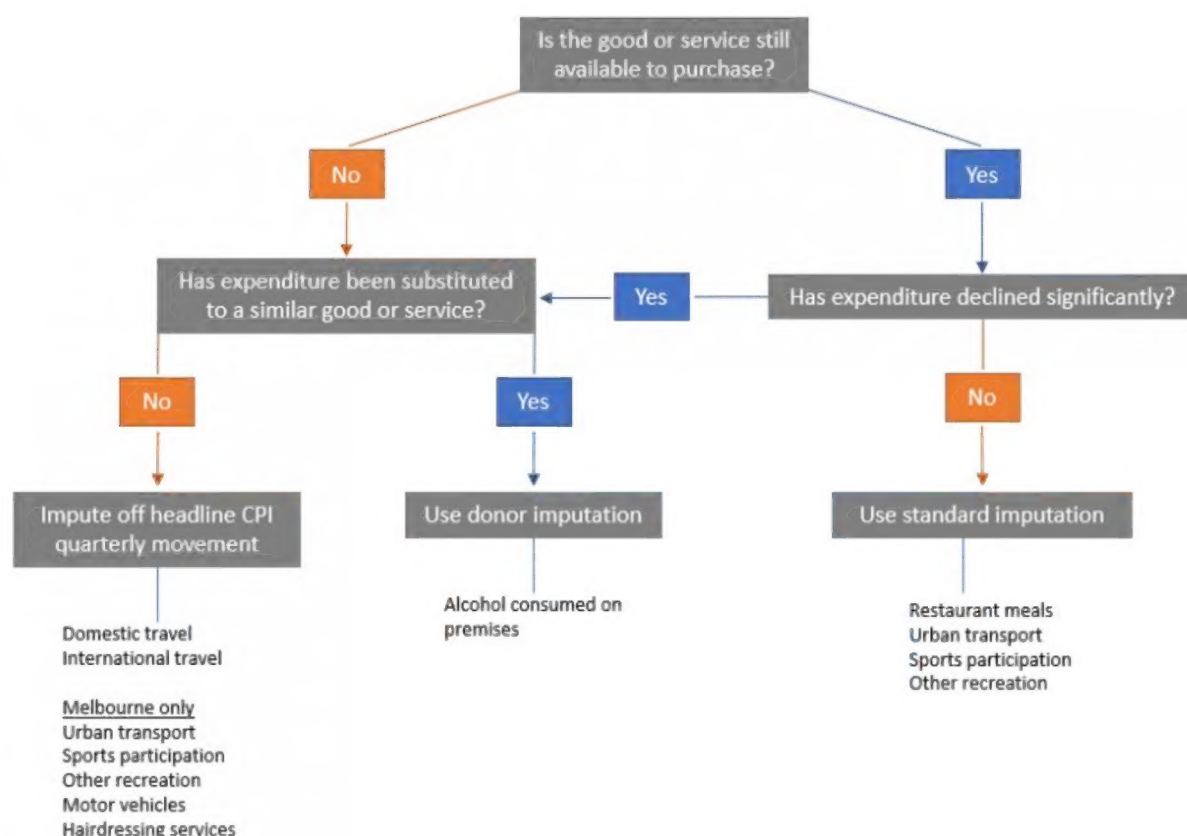 Is the good or service still
available to purchase?
No
Yes
Has expenditure been substituted
to a similar good or service?
Yes
Has expenditure declined significantly?
No
Yes
No
Impute off headline CPI
quarterly movement
Use donor imputation
Use standard imputation
Domestic travel
International travel
Melbourne only
Urban transport
Sports participation
Other recreation
Motor vehicles
Hairdressing services
Alcohol consumed on
premises
Restaurant meals
Urban transport
Sports participation
Other recreation